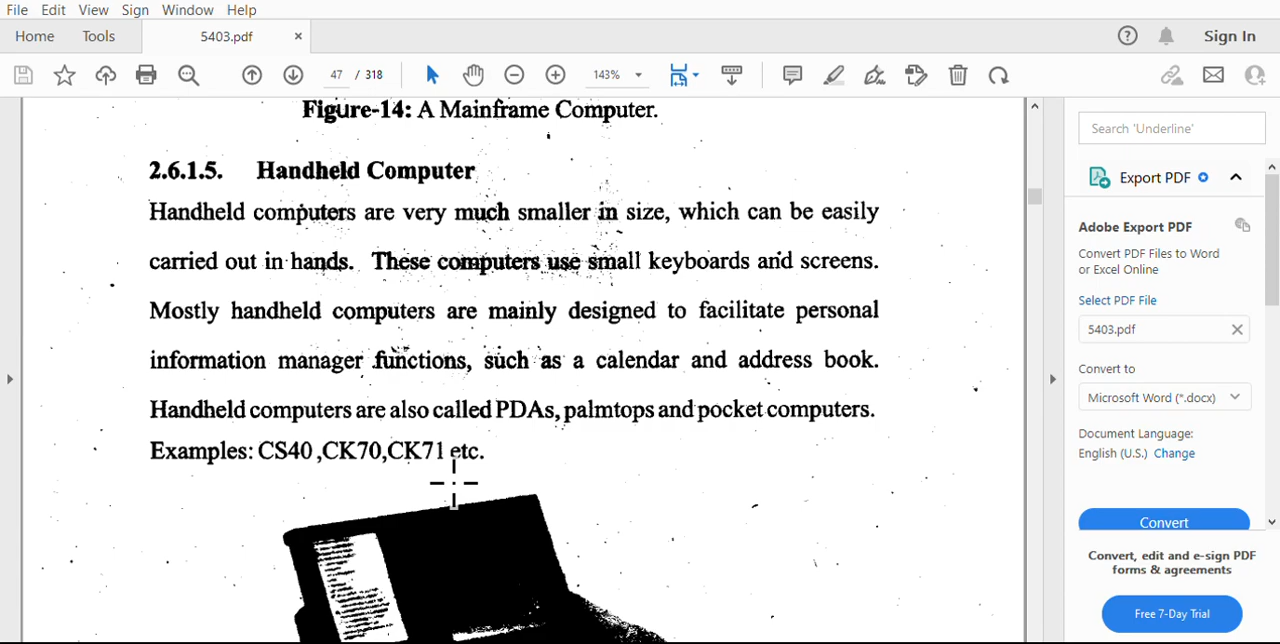 File Edit View Sign Window Help
Home Tools 5403.pdf × Sign In
47 / 318 143%
Figure-14: A Mainframe Computer.
2.6.1.5. Handheld Computer
Handheld computers are very much smaller in size, which can be easily
carried out in hands. These computers use small keyboards and screens.
Mostly handheld computers are mainly designed to facilitate personal
information manager functions, such as a calendar and address book.
Handheld computers are also called PDAs, palmtops and pocket computers.
Examples: CS40 ,CK70,CK71 etc.
Search 'Underline'
Export PDF
Adobe Export PDF
Convert PDF Files to Word
or Excel Online
Select PDF File
5403.pdf
Convert to
Microsoft Word (*.docx)
Document Language:
English (U.S.) Change
Convert
Convert, edit and e-sign PDF
forms & agreements
Free 7-Day Trial